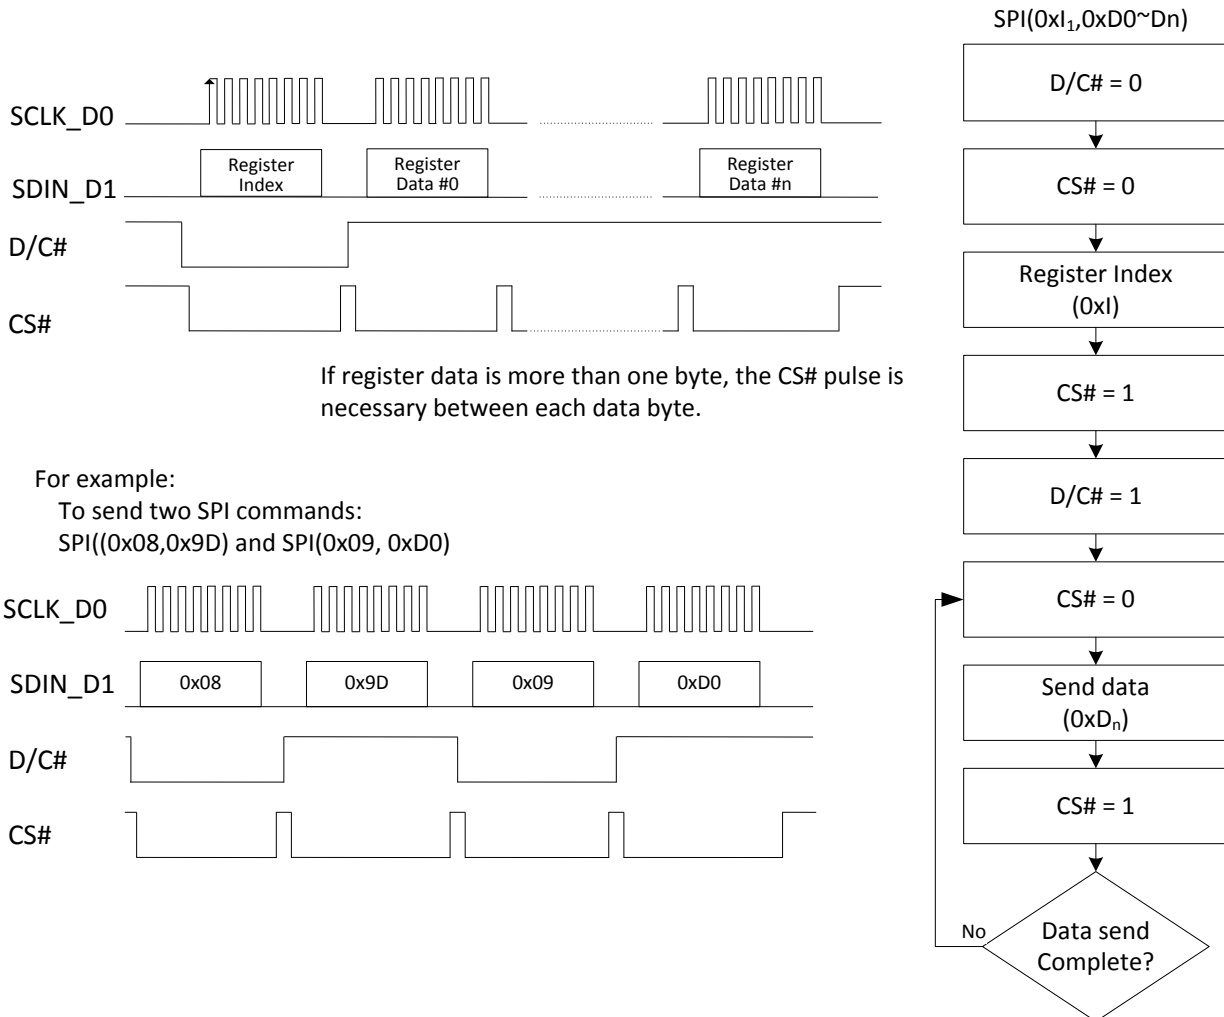 SCLK_D0
Register
Index
Register
Data #0
Register
Data #n
SDIN_D1
D/C#
CS#
If register data is more than one byte, the CS# pulse is
necessary between each data byte.
For example:
To send two SPI commands:
SPI((0x08,0x9D) and SPI(0x09, 0xD0)
SCLK_D0
SDIN_D1
0x08
0x9D
0x09
0xD0
D/C#
CS#
SPI(0xI₁,0xD0~Dn)
D/C# = 0
CS# = 0
Register Index
(0xI)
CS# = 1
D/C# = 1
CS# = 0
Send data
(0xDₙ)
CS# = 1
No
Data send
Complete?